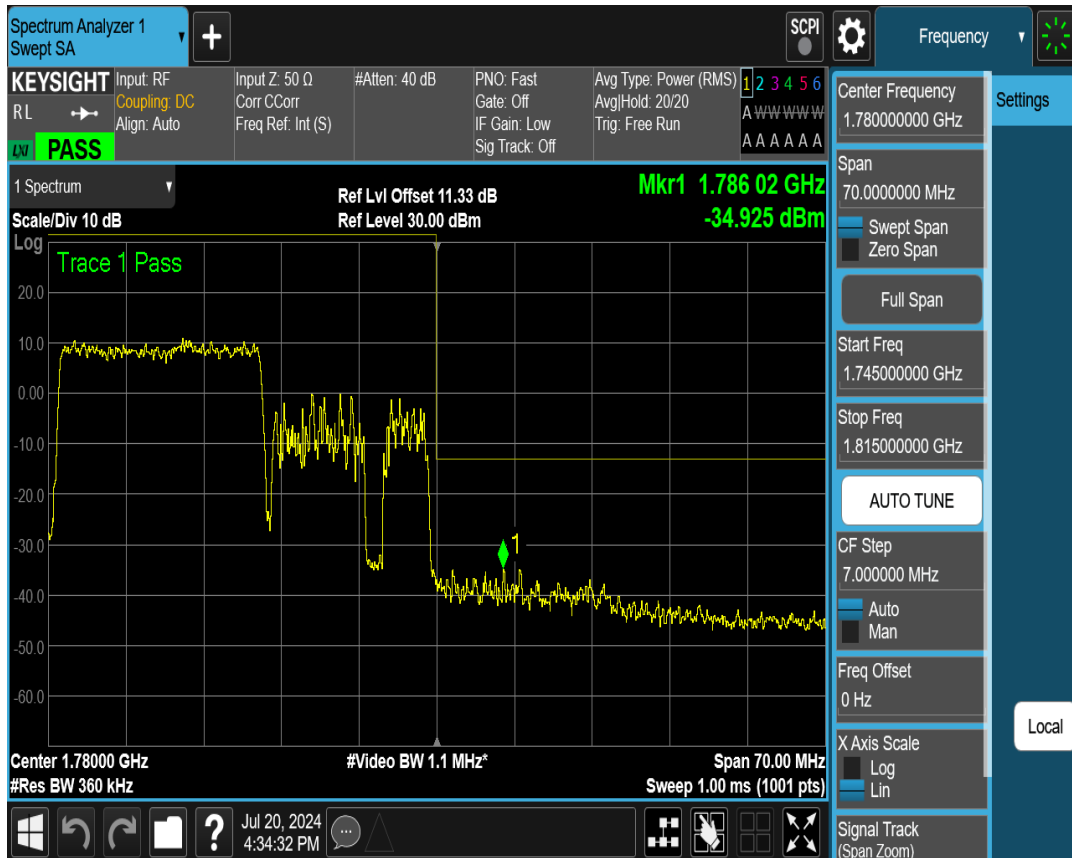 Spectrum Analyzer 1
Swept SA
+
SCPI
Frequency
KEYSIGHT
RL
LXI
PASS
Input: RF
Coupling: DC
Align: Auto
Input Z: 50 Ω
Corr CCorr
Freq Ref: Int (S)
#Atten: 40 dB
PNO: Fast
Gate: Off
IF Gain: Low
Sig Track: Off
Avg Type: Power (RMS)
Avg|Hold: 20/20
Trig: Free Run
1 2 3 4 5 6
A W W W W W
A A A A A A
1 Spectrum
Scale/Div 10 dB
Ref Lvl Offset 11.33 dB
Ref Level 30.00 dBm
Mkr1 1.786 02 GHz
-34.925 dBm
Log
Trace 1 Pass
20.0
10.0
0.00
-10.0
-20.0
-30.0
-40.0
-50.0
-60.0
1
Center 1.78000 GHz
#Video BW 1.1 MHz*
Span 70.00 MHz
#Res BW 360 kHz
Sweep 1.00 ms (1001 pts)
Center Frequency
1.780000000 GHz
Settings
Span
70.0000000 MHz
Swept Span
Zero Span
Full Span
Start Freq
1.745000000 GHz
Stop Freq
1.815000000 GHz
AUTO TUNE
CF Step
7.000000 MHz
Auto
Man
Freq Offset
0 Hz
X Axis Scale
Log
Lin
Local
Signal Track
(Span Zoom)
?
Jul 20, 2024
4:34:32 PM